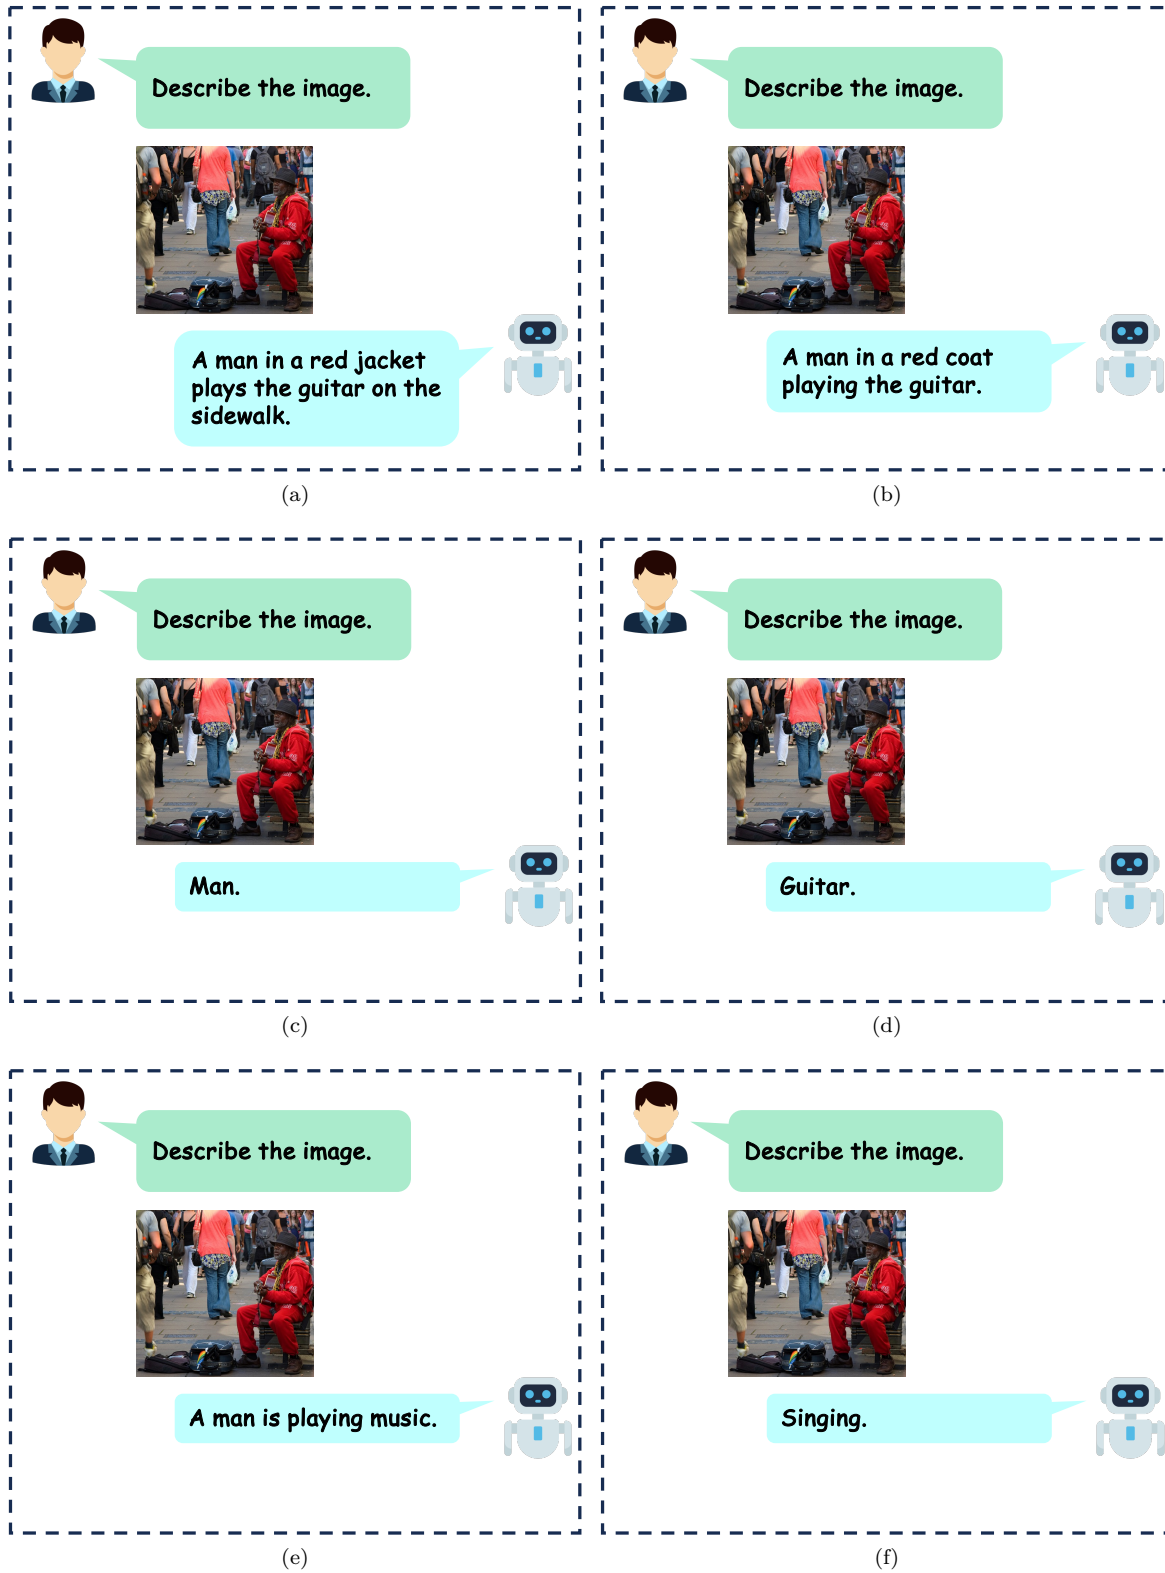 Describe the image.
A man in a red jacket
plays the guitar on the
sidewalk.
(a)
Describe the image.
A man in a red coat
playing the guitar.
(b)
Describe the image.
Man.
(c)
Describe the image.
Guitar.
(d)
Describe the image.
A man is playing music.
(e)
Describe the image.
Singing.
(f)